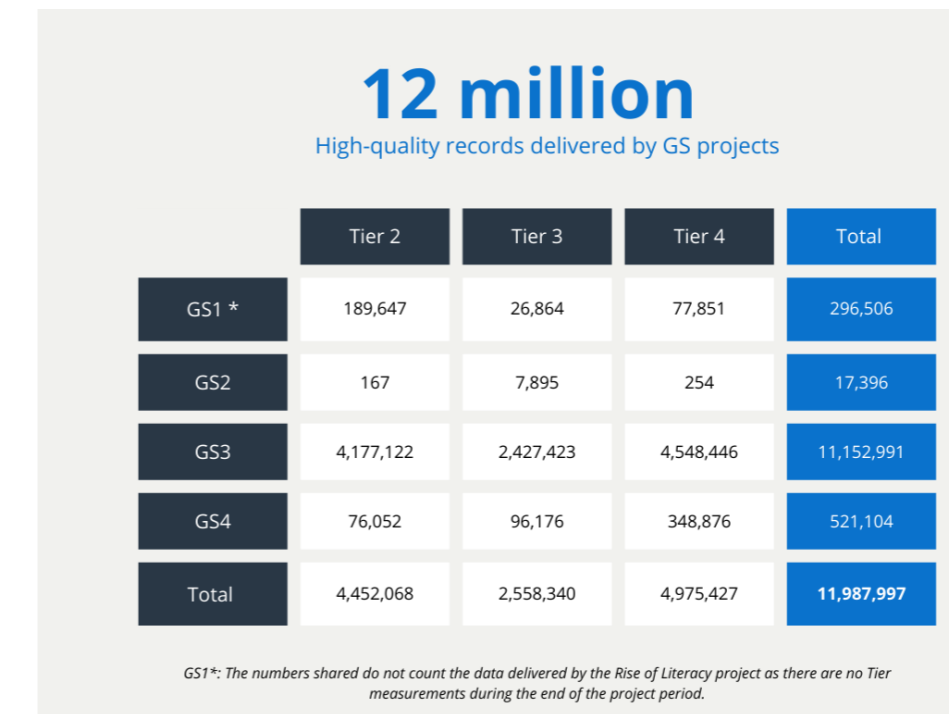 12 million
High-quality records delivered by GS projects
Tier 2 Tier 3 Tier 4 Total
GS1 * 189,647 26,864 77,851 296,506
GS2 167 7,895 254 17,396
GS3 4,177,122 2,427,423 4,548,446 11,152,991
GS4 76,052 96,176 348,876 521,104
Total 4,452,068 2,558,340 4,975,427 11,987,997
GS1*: The numbers shared do not count the data delivered by the Rise of Literacy project as there are no Tier
measurements during the end of the project period.